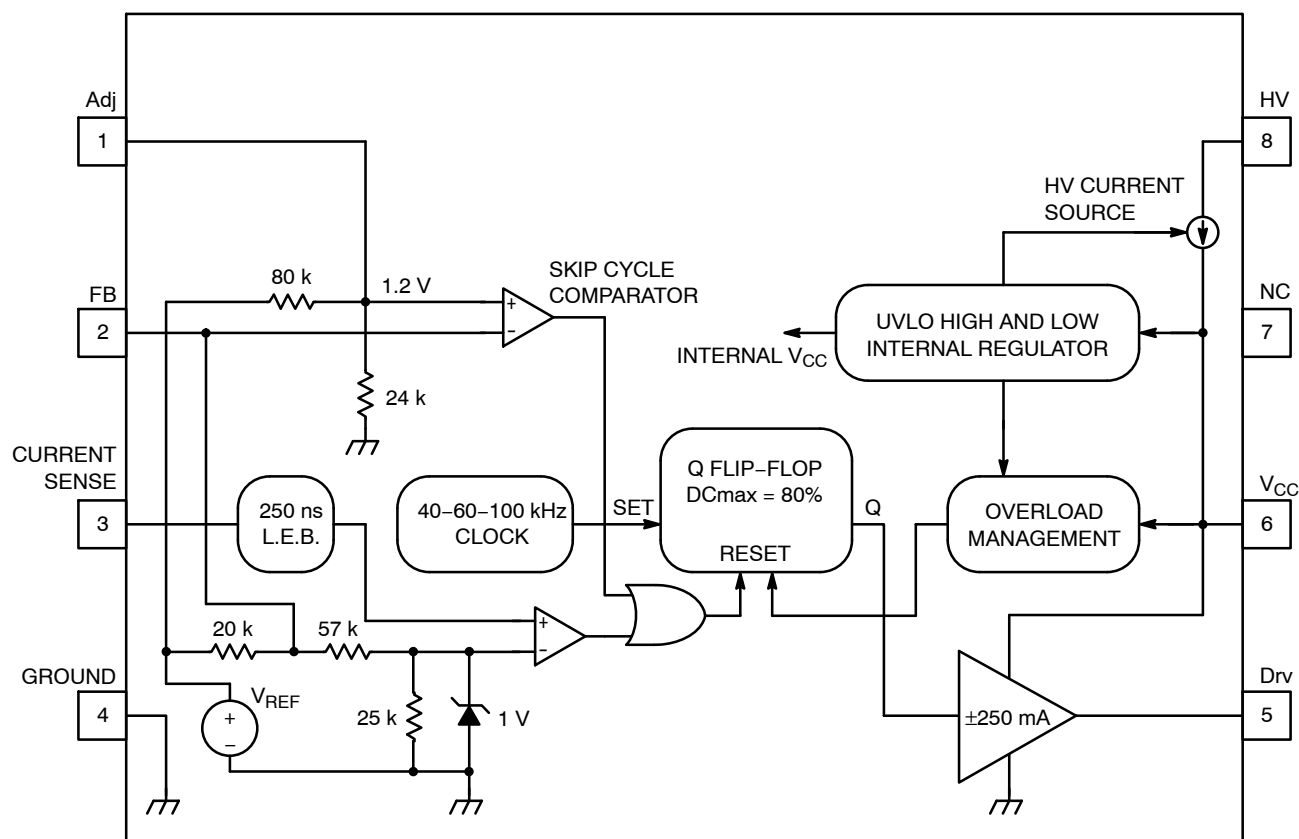 Adj
1
HV
8
HV CURRENT
SOURCE
80 k
1.2 V
+
−
SKIP CYCLE
COMPARATOR
FB
2
NC
7
UVLO HIGH AND LOW
INTERNAL REGULATOR
INTERNAL VCC
24 k
CURRENT
SENSE
3
250 ns
L.E.B.
40−60−100 kHz
CLOCK
SET
Q FLIP−FLOP
DCmax = 80%
RESET
Q
OVERLOAD
MANAGEMENT
VCC
6
20 k
57 k
+
−
GROUND
4
VREF
+
−
25 k
1 V
±250 mA
Drv
5